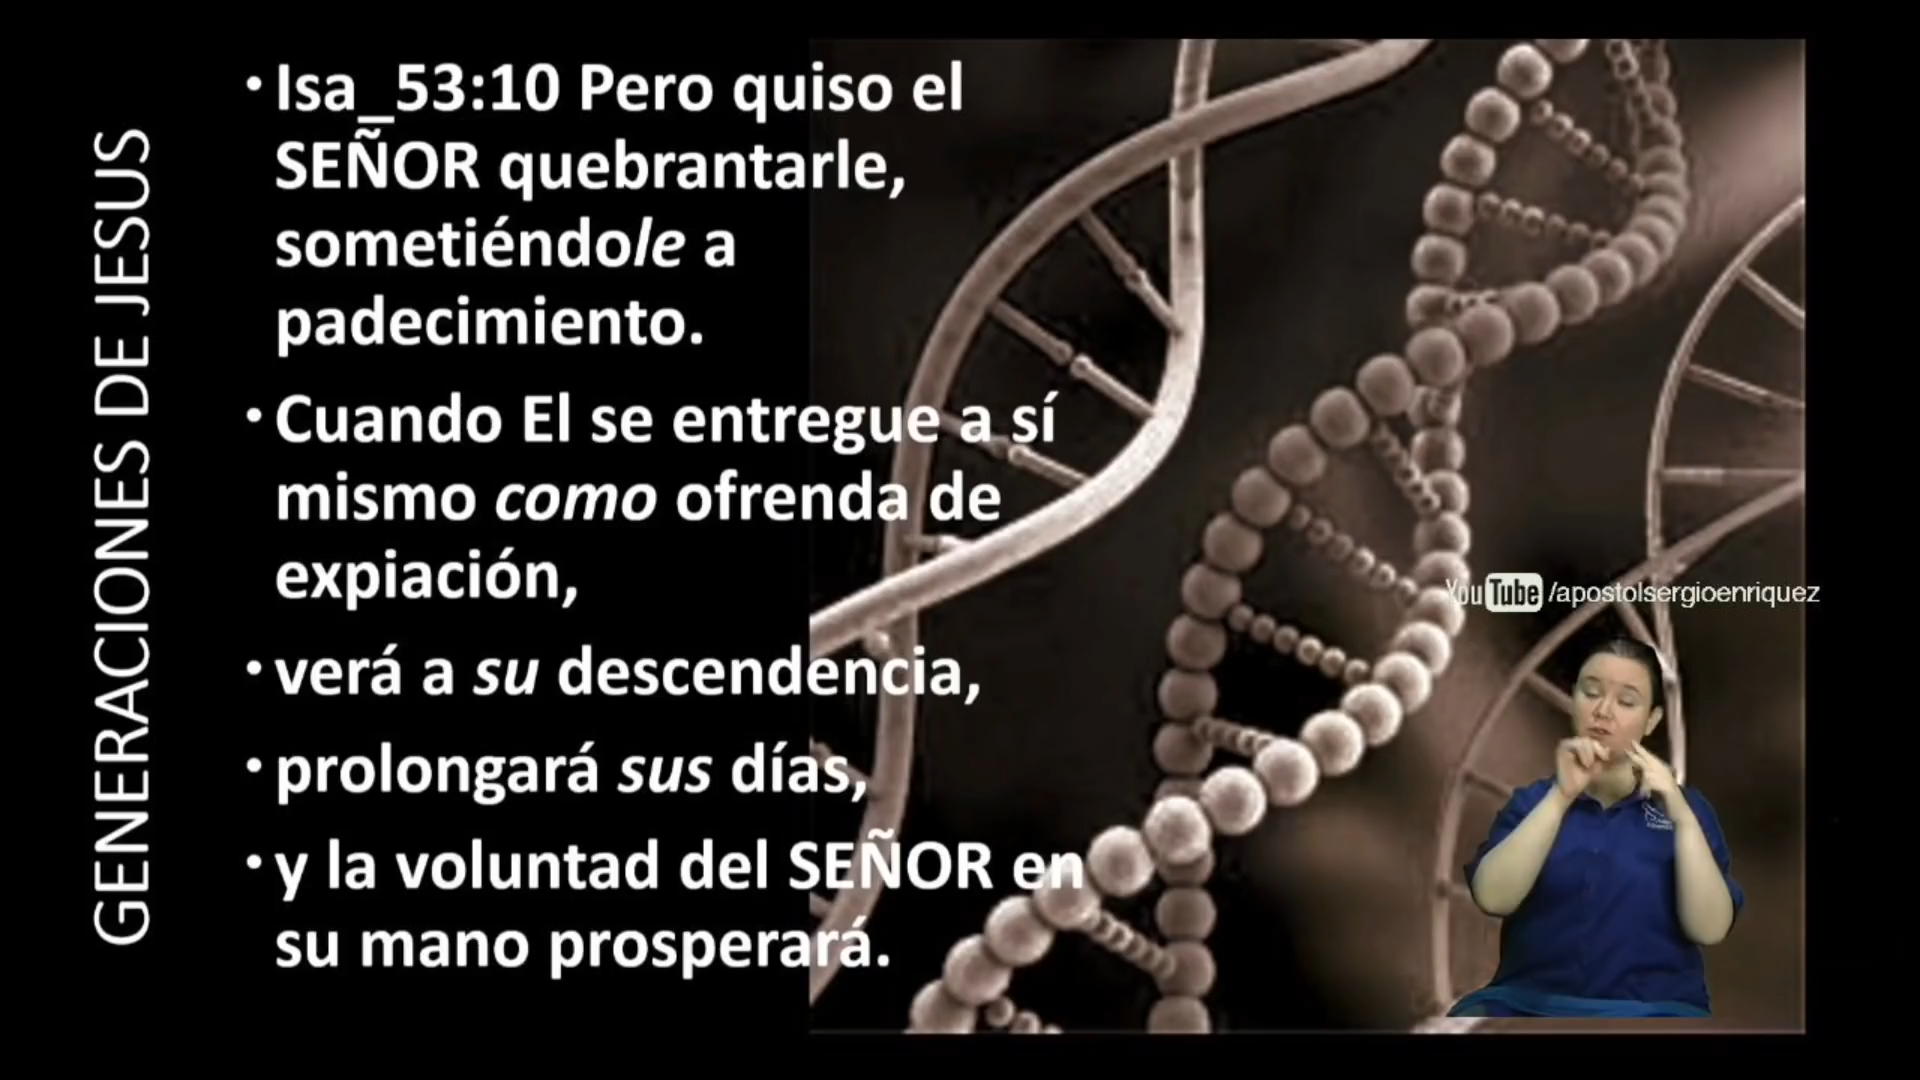 GENERACIONES DE JESUS
• Isa_53:10 Pero quiso el
SEÑOR quebrantarle,
sometiéndole a
padecimiento.
• Cuando El se entregue a sí
mismo como ofrenda de
expiación,
• verá a su descendencia,
• prolongará sus días,
• y la voluntad del SEÑOR en
su mano prosperará.
YouTube /apostolsergioenriquez